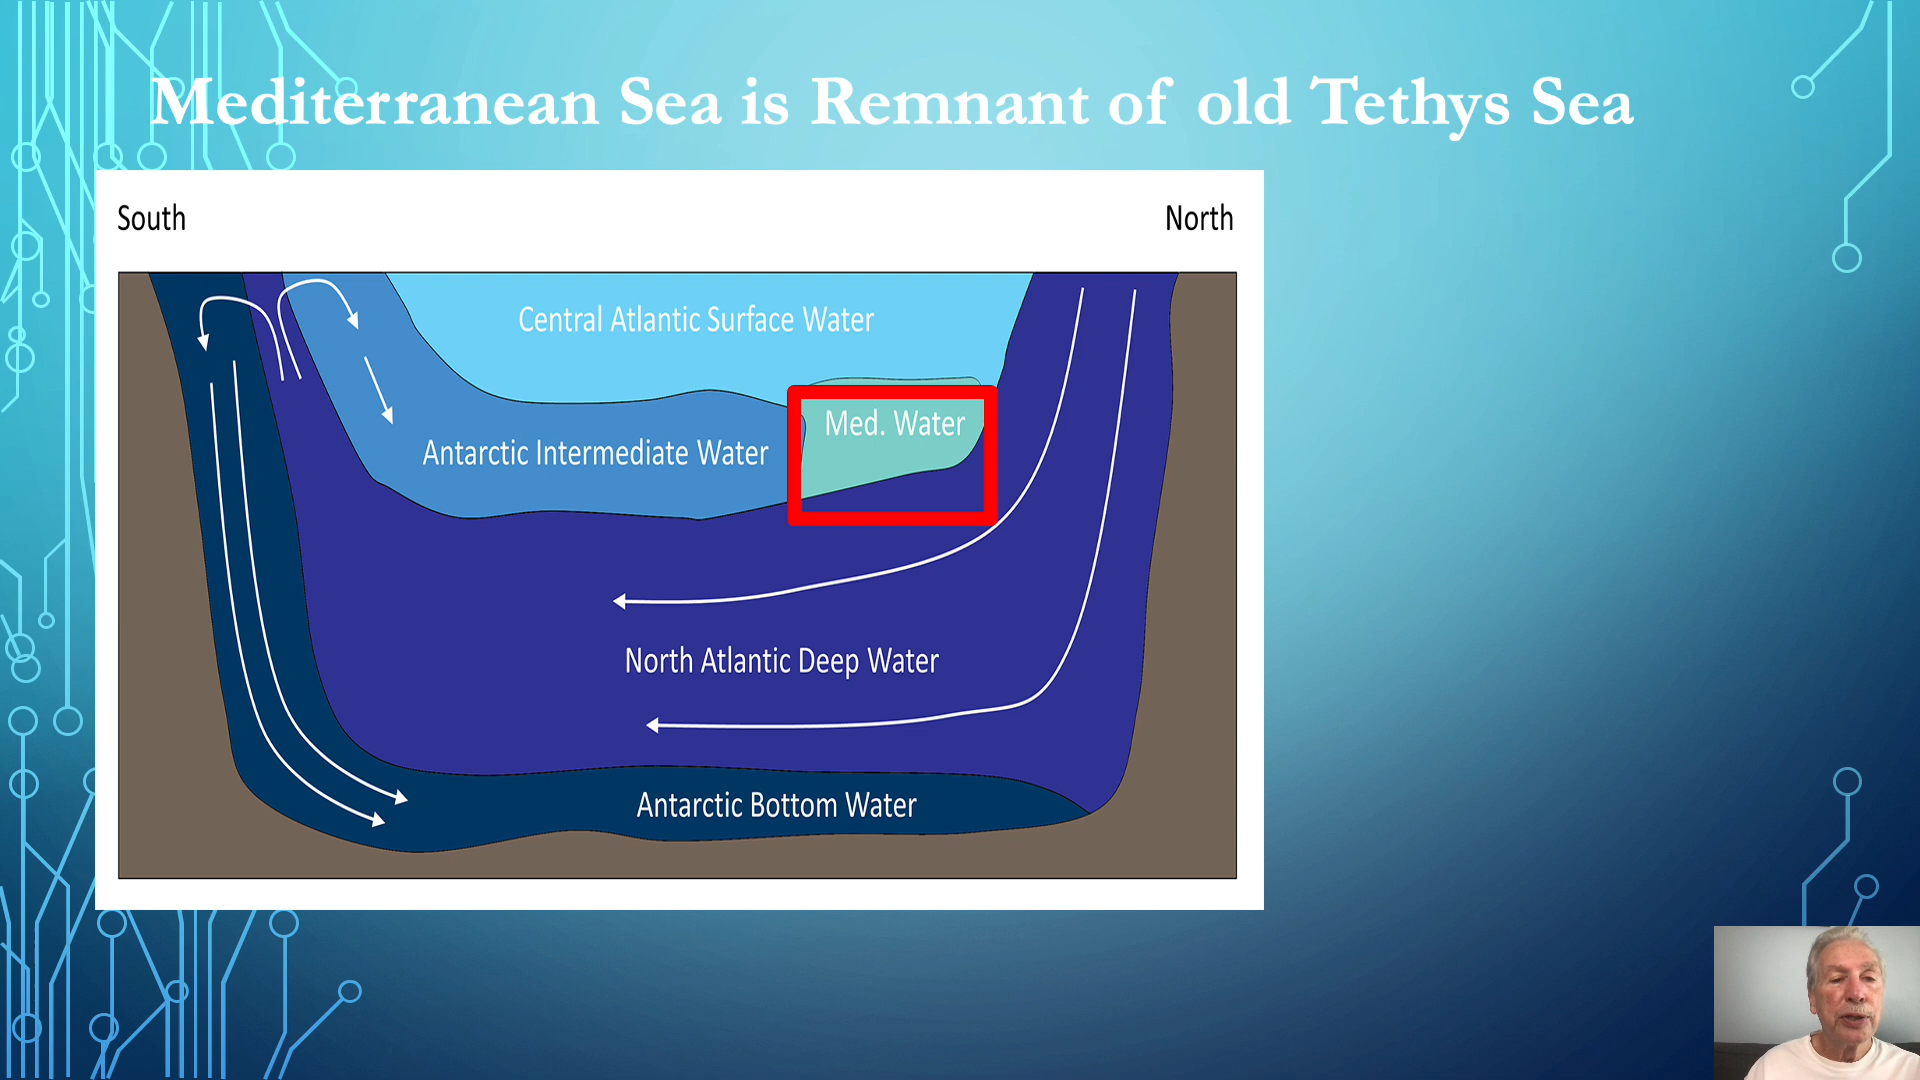 Mediterranean Sea is Remnant of old Tethys Sea
South
North
Central Atlantic Surface Water
Med. Water
Antarctic Intermediate Water
North Atlantic Deep Water
Antarctic Bottom Water